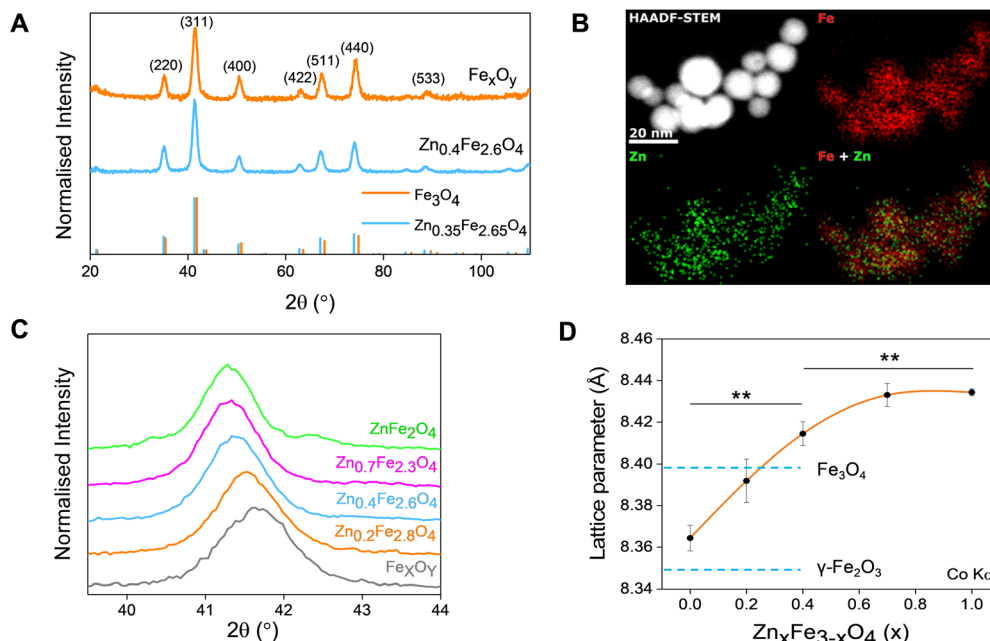 A
Normalised Intensity
(220)
(311)
(400)
(422)
(511)
(440)
(533)
FexOy
Zn0.4Fe2.6O4
Fe3O4
Zn0.35Fe2.65O4
20 40 60 80 100
2θ (°)
B
HAADF-STEM
Fe
20 nm
Zn
Fe + Zn
C
Normalised Intensity
ZnFe2O4
Zn0.7Fe2.3O4
Zn0.4Fe2.6O4
Zn0.2Fe2.8O4
FeXOY
40 41 42 43 44
2θ (°)
D
Lattice parameter (Å)
8.46
8.44
8.42
8.40
8.38
8.36
8.34
**
**
Fe3O4
γ-Fe2O3
Co Kα
0.0 0.2 0.4 0.6 0.8 1.0
ZnxFe3-xO4 (x)